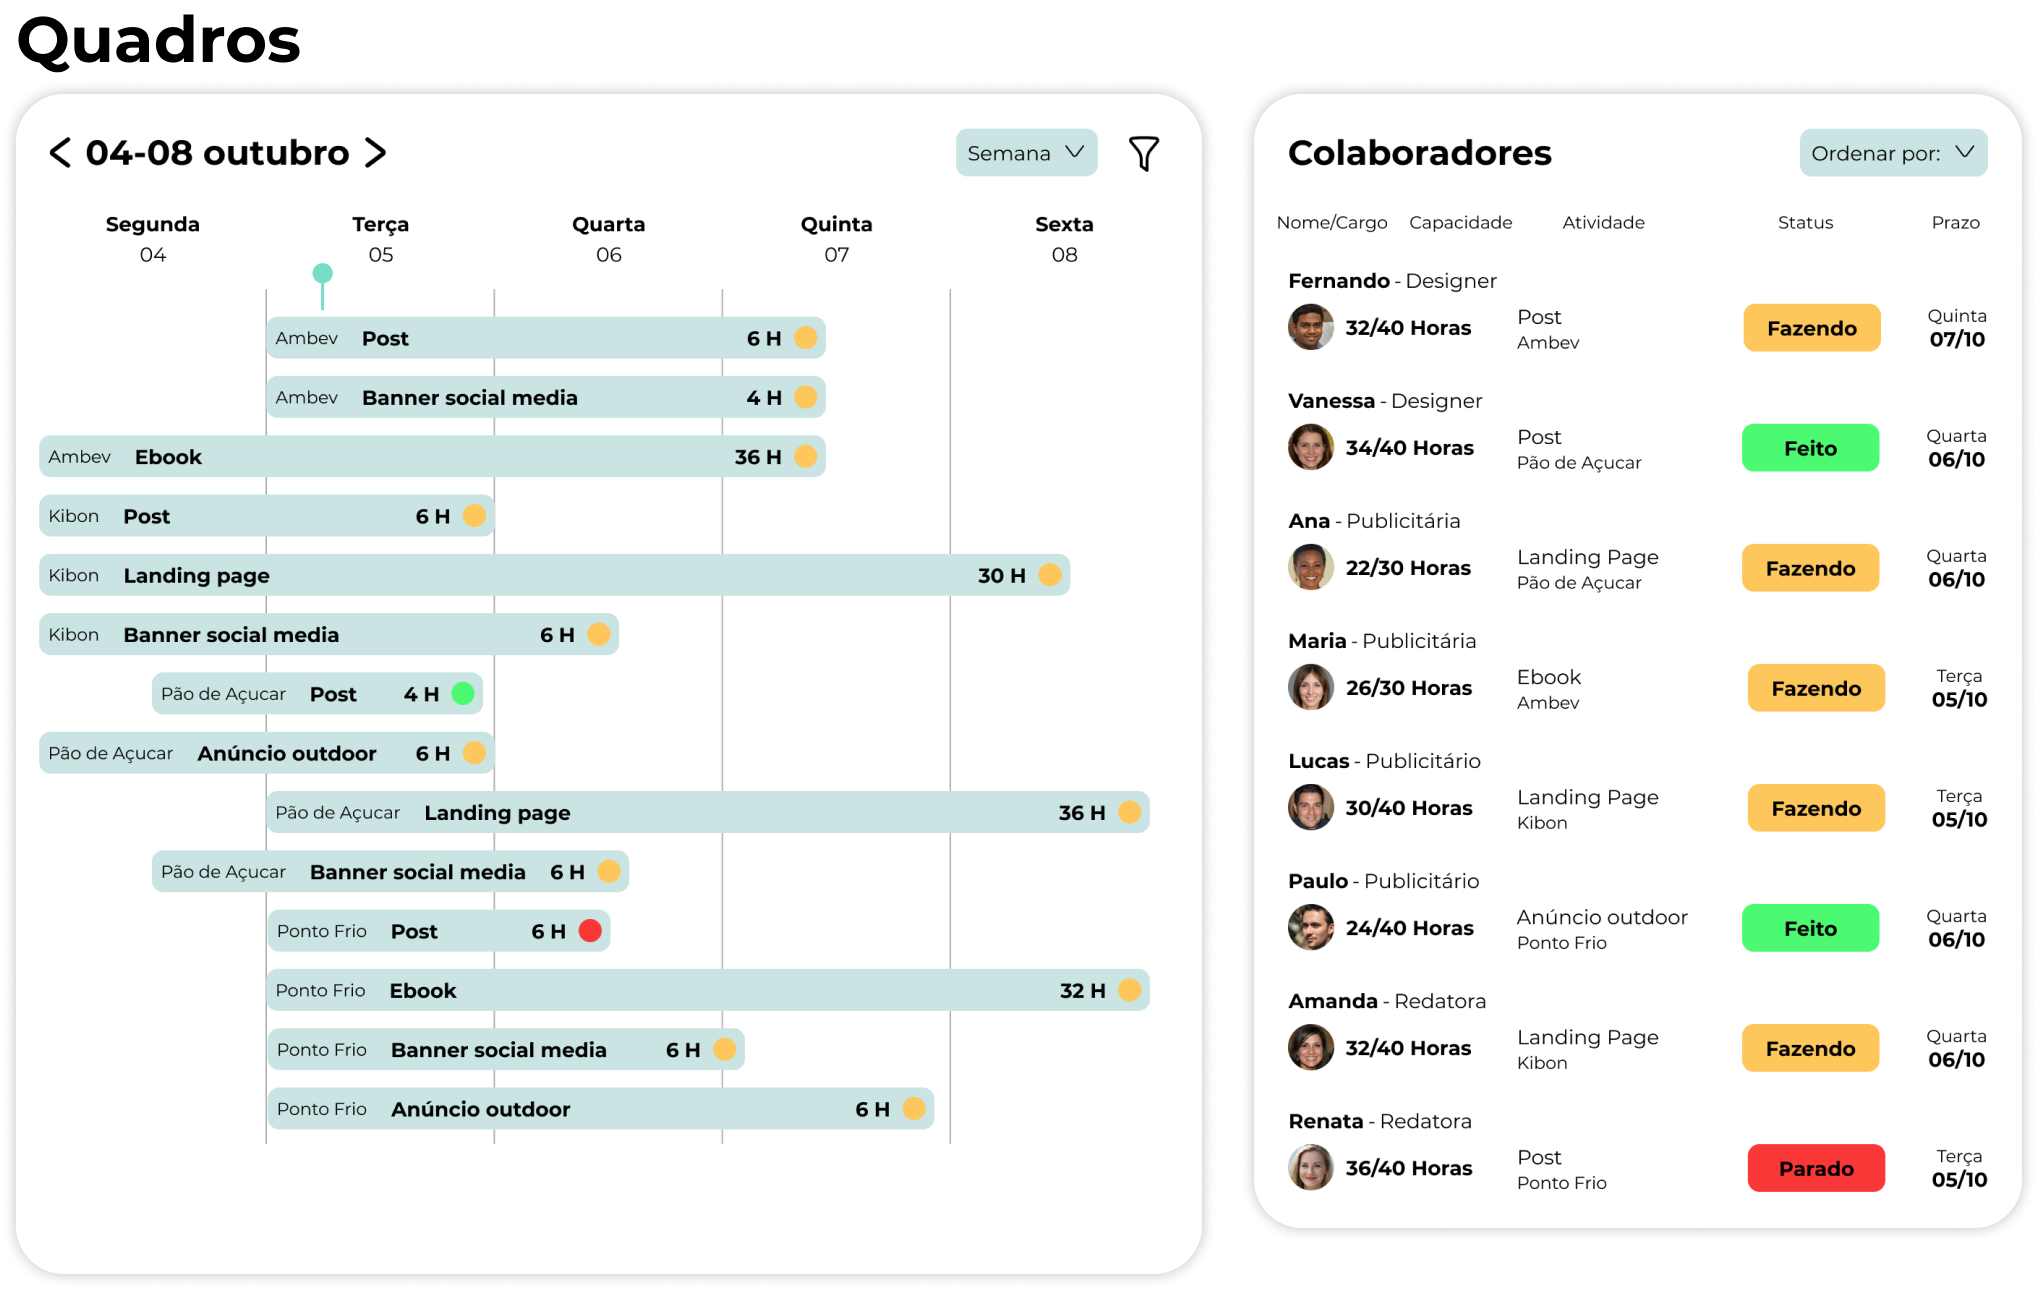 Quadros
04-08 outubro
Semana
Segunda Terça Quarta Quinta Sexta
04 05 06 07 08
Ambev Post 6 H
Ambev Banner social media 4 H
Ambev Ebook 36 H
Kibon Post 6 H
Kibon Landing page 30 H
Kibon Banner social media 6 H
Pão de Açucar Post 4 H
Pão de Açucar Anúncio outdoor 6 H
Pão de Açucar Landing page 36 H
Pão de Açucar Banner social media 6 H
Ponto Frio Post 6 H
Ponto Frio Ebook 32 H
Ponto Frio Banner social media 6 H
Ponto Frio Anúncio outdoor 6 H
Colaboradores
Ordenar por:
Nome/Cargo Capacidade Atividade Status Prazo
Fernando - Designer
32/40 Horas
Post
Ambev
Fazendo
Quinta
07/10
Vanessa - Designer
34/40 Horas
Post
Pão de Açucar
Feito
Quarta
06/10
Ana - Publicitária
22/30 Horas
Landing Page
Pão de Açucar
Fazendo
Quarta
06/10
Maria - Publicitária
26/30 Horas
Ebook
Ambev
Fazendo
Terça
05/10
Lucas - Publicitário
30/40 Horas
Landing Page
Kibon
Fazendo
Terça
05/10
Paulo - Publicitário
24/40 Horas
Anúncio outdoor
Ponto Frio
Feito
Quarta
06/10
Amanda - Redatora
32/40 Horas
Landing Page
Kibon
Fazendo
Quarta
06/10
Renata - Redatora
36/40 Horas
Post
Ponto Frio
Parado
Terça
05/10